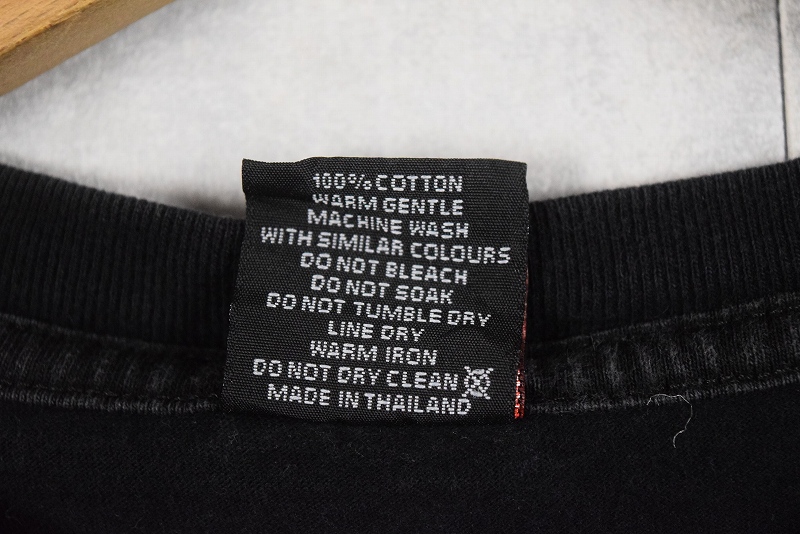 100% COTTON
WARM GENTLE
MACHINE WASH
WITH SIMILAR COLOURS
DO NOT BLEACH
DO NOT SOAK
DO NOT TUMBLE DRY
LINE DRY
WARM IRON
DO NOT DRY CLEAN
MADE IN THAILAND